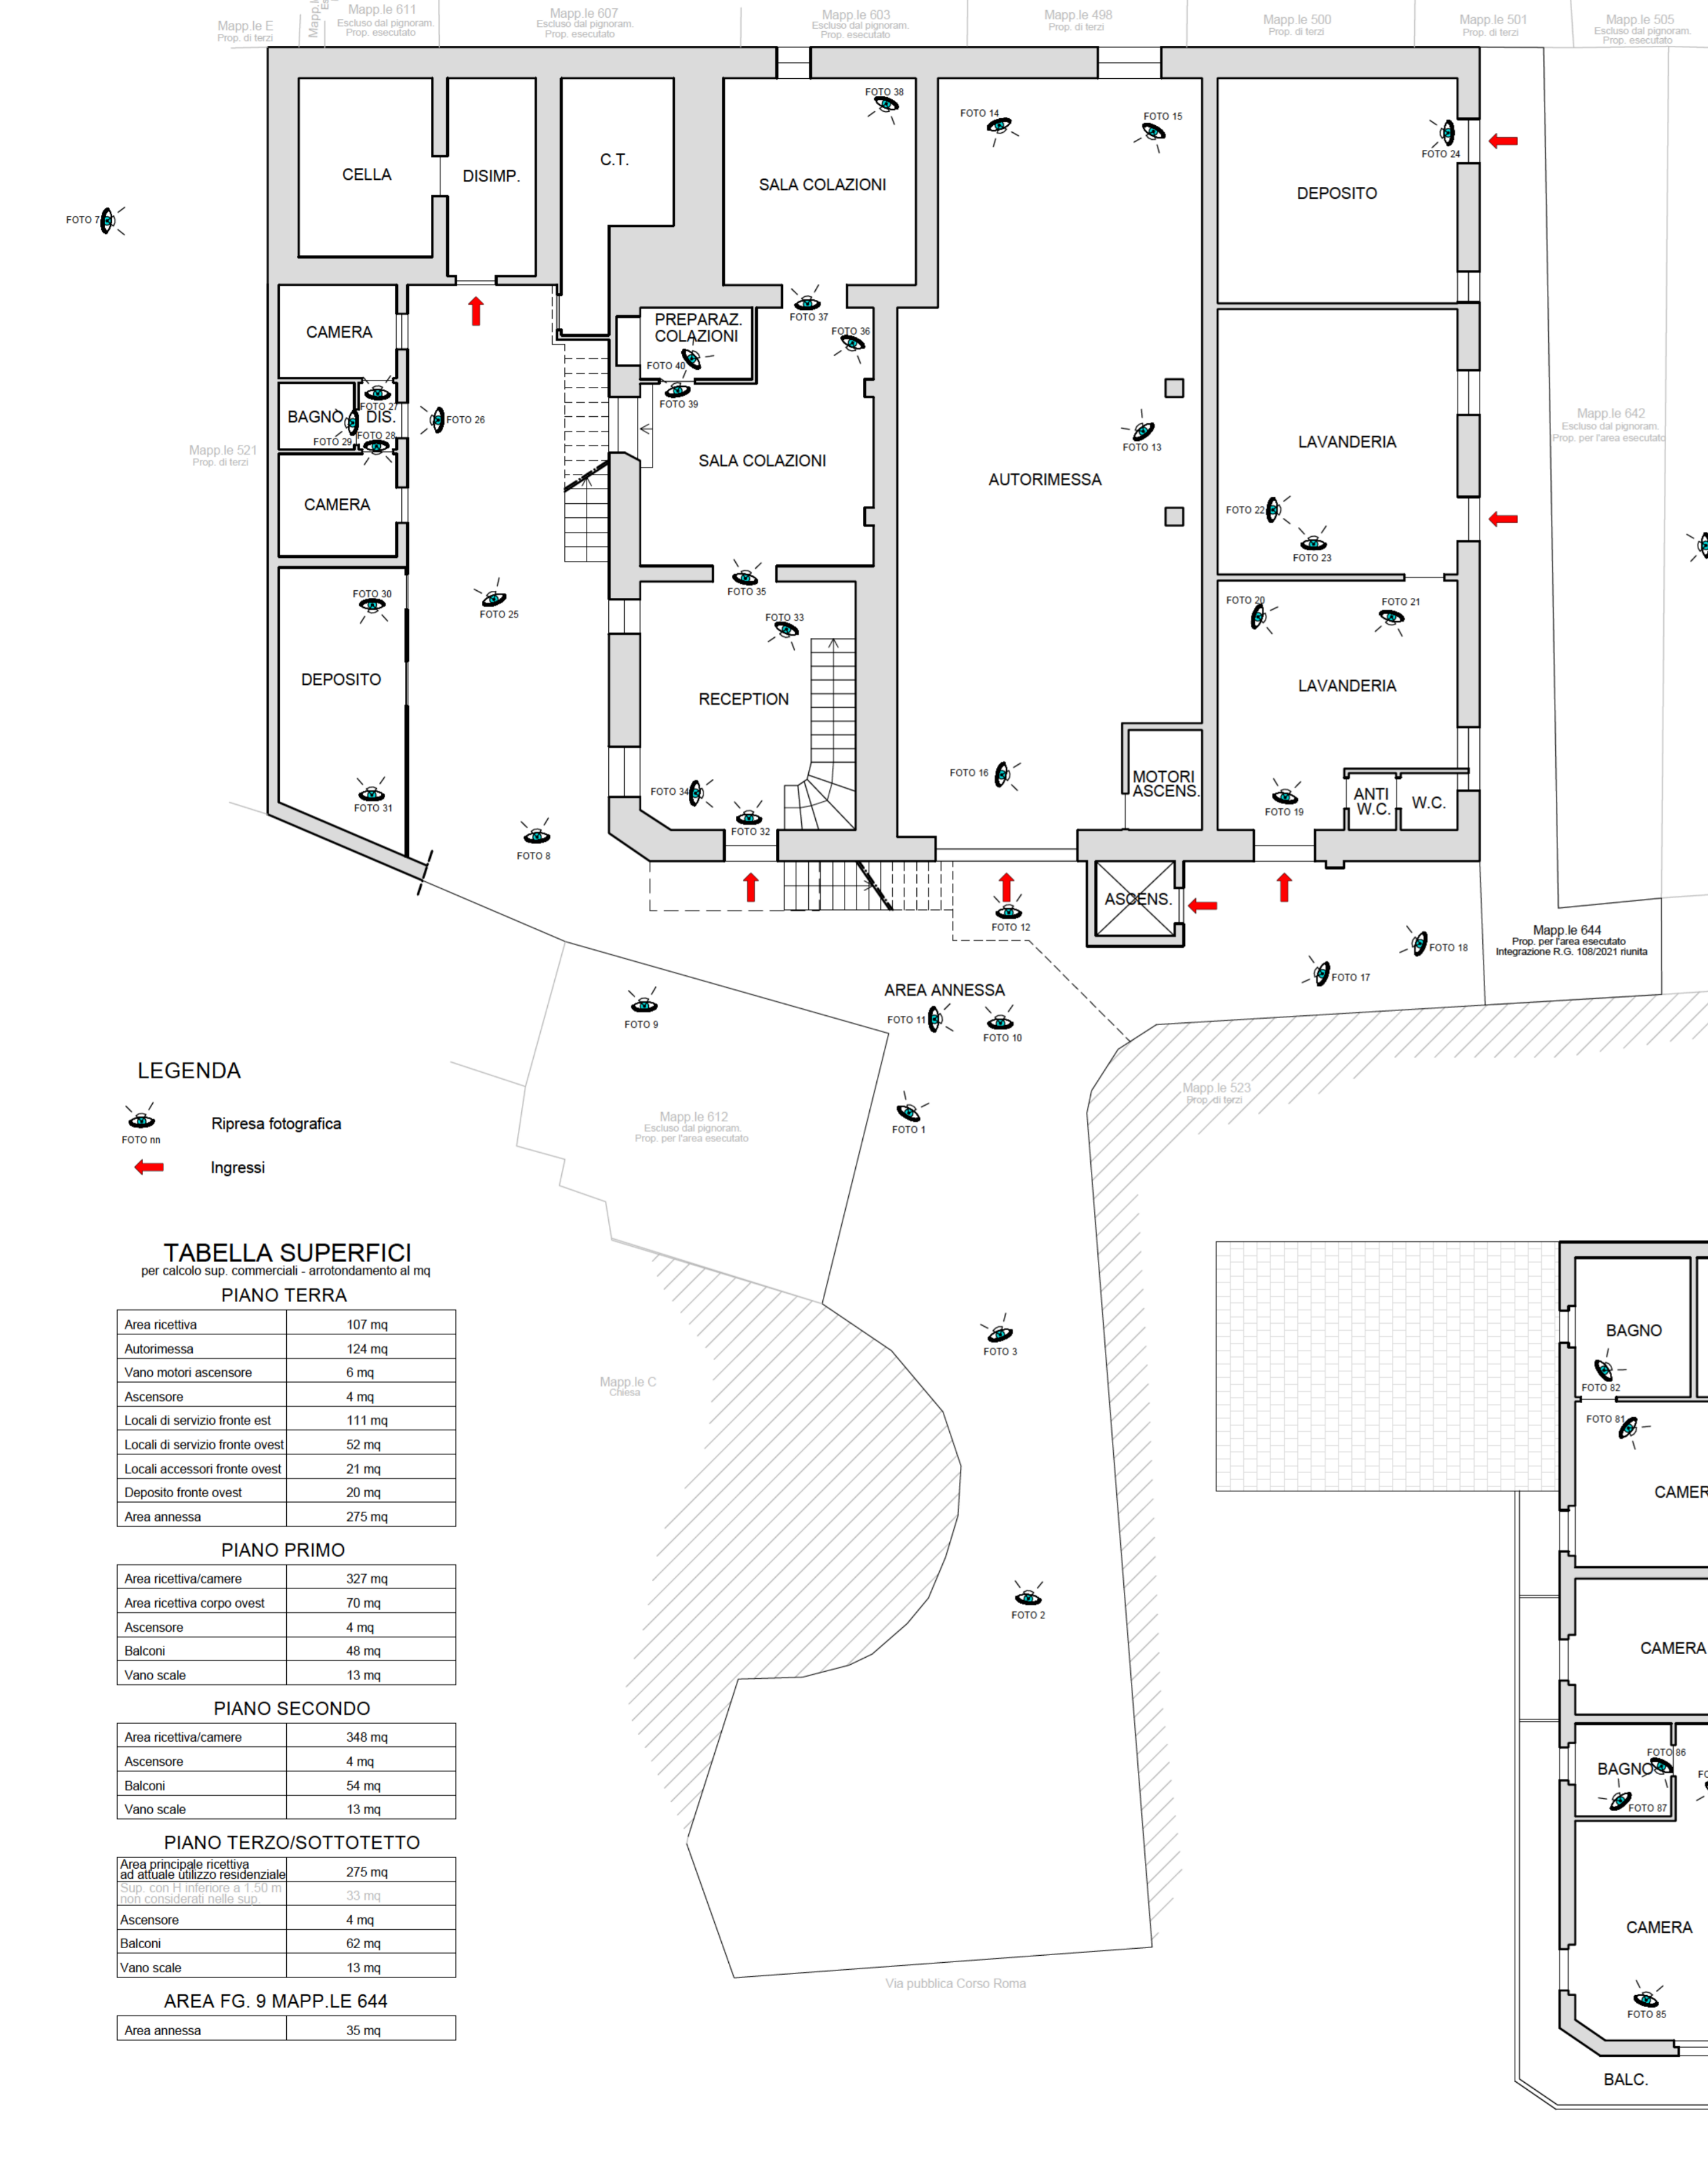 Mapp.le E
Prop. di terzi
Mapp.l
Mapp.le 611
Escluso dal pignoram.
Prop. esecutato
Mapp.le 607
Escluso dal pignoram.
Prop. esecutato
Mapp.le 603
Escluso dal pignoram.
Prop. esecutato
Mapp.le 498
Prop. di terzi
Mapp.le 500
Prop. di terzi
Mapp.le 501
Prop. di terzi
Mapp.le 505
Escluso dal pignoram.
Prop. esecutato
FOTO 38
FOTO 14
FOTO 15
FOTO 24
CELLA
DISIMP.
C.T.
SALA COLAZIONI
DEPOSITO
FOTO 7
FOTO 37
FOTO 36
PREPARAZ.
COLAZIONI
FOTO 40
FOTO 39
CAMERA
BAGNO
FOTO 27
DIS.
FOTO 26
FOTO 29
FOTO 28
CAMERA
Mapp.le 521
Prop. di terzi
SALA COLAZIONI
AUTORIMESSA
FOTO 13
LAVANDERIA
Mapp.le 642
Escluso dal pignoram.
Prop. per l'area esecutato
FOTO 22
FOTO 23
FOTO 30
FOTO 25
FOTO 35
FOTO 33
FOTO 20
FOTO 21
DEPOSITO
RECEPTION
LAVANDERIA
FOTO 31
FOTO 34
FOTO 32
FOTO 16
MOTORI
ASCENS.
FOTO 19
ANTI
W.C.
W.C.
FOTO 8
ASCENS.
FOTO 12
FOTO 18
FOTO 17
Mapp.le 644
Prop. per l'area esecutato
Integrazione R.G. 108/2021 riunita
AREA ANNESSA
FOTO 9
FOTO 11
FOTO 10
FOTO 1
Mapp.le 523
Prop. di terzi
Mapp.le 612
Escluso dal pignoram.
Prop. per l'area esecutato
LEGENDA
FOTO nn
Ripresa fotografica
Ingressi
FOTO 3
Mapp.le C
Chiesa
FOTO 2
Via pubblica Corso Roma
TABELLA SUPERFICI
per calcolo sup. commerciali - arrotondamento al mq
PIANO TERRA
Area ricettiva 107 mq
Autorimessa 124 mq
Vano motori ascensore 6 mq
Ascensore 4 mq
Locali di servizio fronte est 111 mq
Locali di servizio fronte ovest 52 mq
Locali accessori fronte ovest 21 mq
Deposito fronte ovest 20 mq
Area annessa 275 mq
PIANO PRIMO
Area ricettiva/camere 327 mq
Area ricettiva corpo ovest 70 mq
Ascensore 4 mq
Balconi 48 mq
Vano scale 13 mq
PIANO SECONDO
Area ricettiva/camere 348 mq
Ascensore 4 mq
Balconi 54 mq
Vano scale 13 mq
PIANO TERZO/SOTTOTETTO
Area principale ricettiva
ad attuale utilizzo residenziale 275 mq
Sup. con H inferiore a 1.50 m
non considerati nelle sup. 33 mq
Ascensore 4 mq
Balconi 62 mq
Vano scale 13 mq
AREA FG. 9 MAPP.LE 644
Area annessa 35 mq
BAGNO
FOTO 82
FOTO 81
CAMER
CAMERA
FOTO 86
BAGNO
FOTO 87
CAMERA
FOTO 85
BALC.